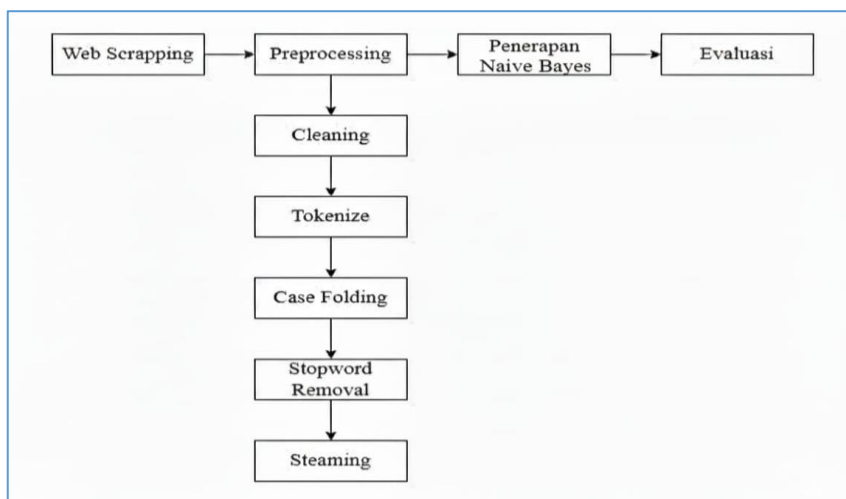 Web Scrapping
Preprocessing
Penerapan
Naive Bayes
Evaluasi
Cleaning
Tokenize
Case Folding
Stopword
Removal
Steaming